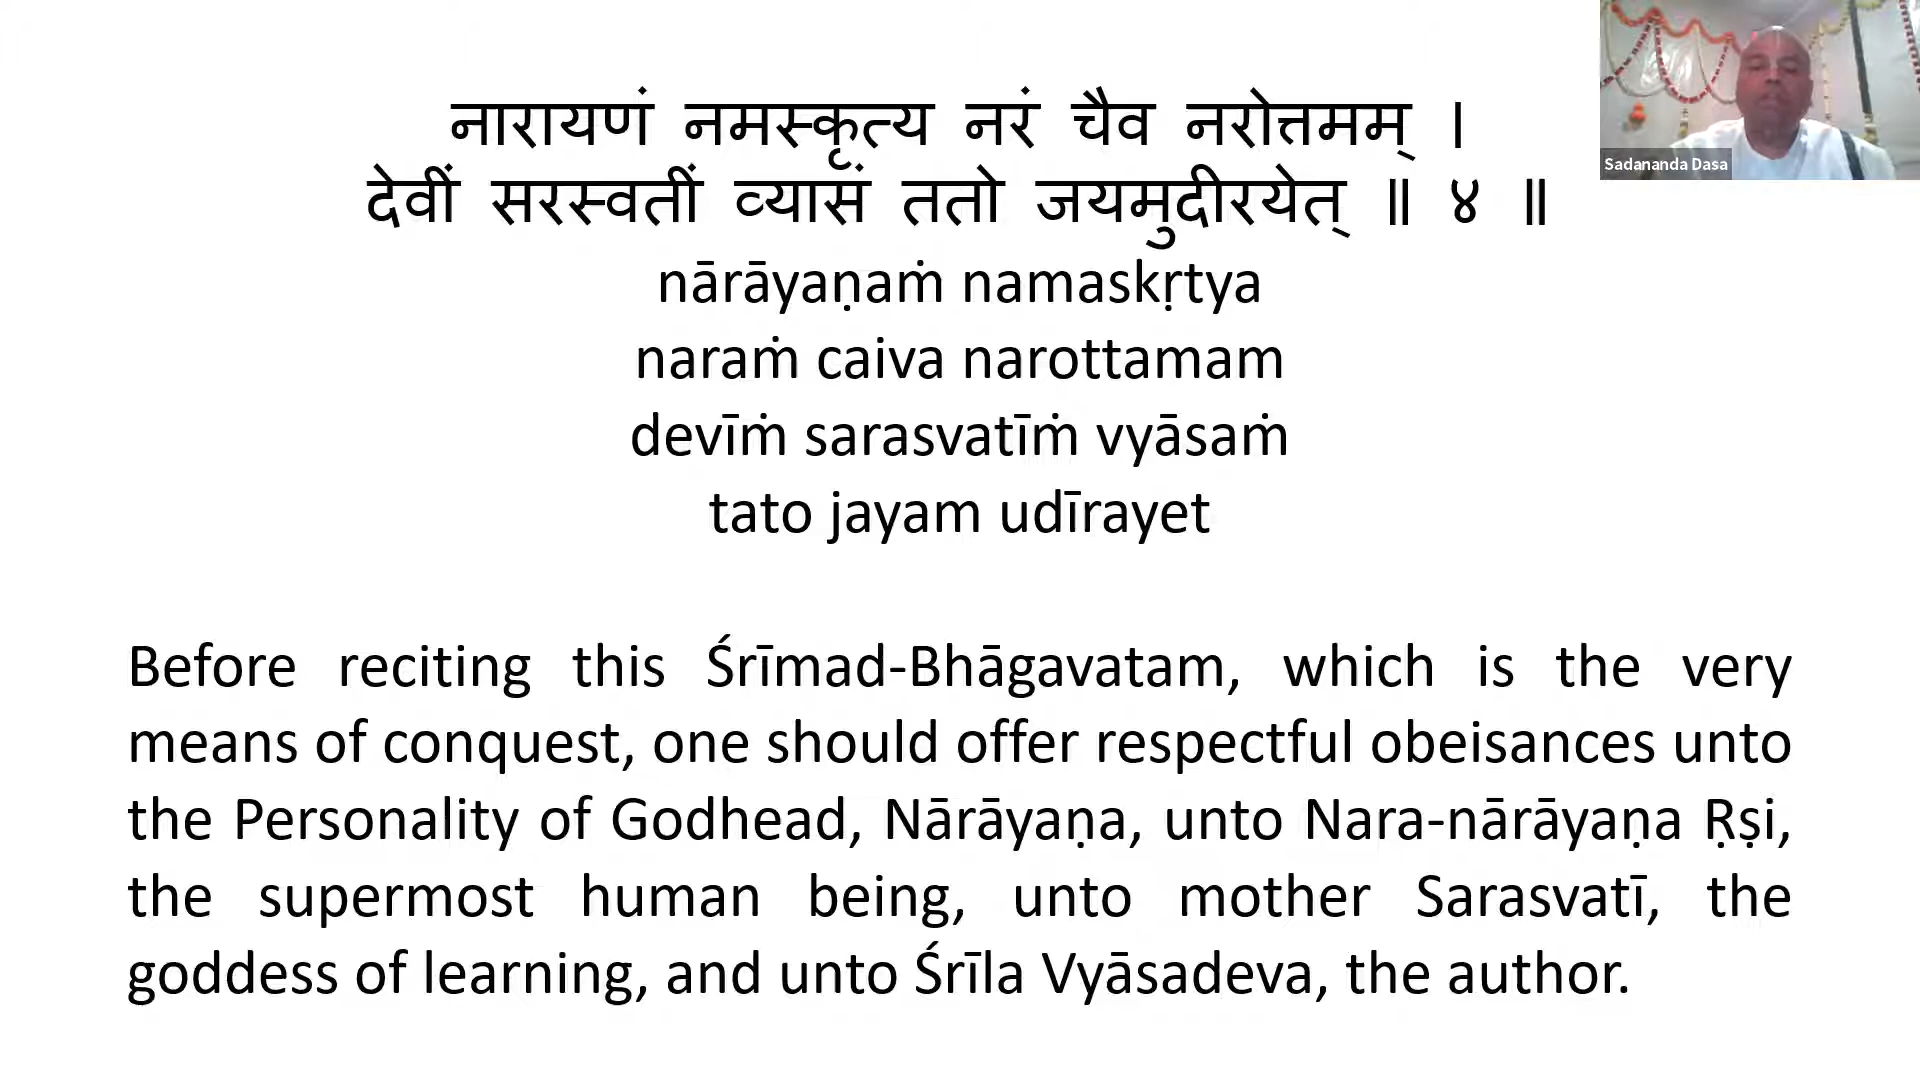 नारायणं नमस्कृत्य नरं चैव नरोत्तमम् ।
देवीं सरस्वतीं व्यासं ततो जयमुदीरयेत् ॥ ४ ॥
nārāyaṇaṁ namaskṛtya
naraṁ caiva narottamam
devīṁ sarasvatīṁ vyāsaṁ
tato jayam udīrayet
Before reciting this Śrīmad-Bhāgavatam, which is the very
means of conquest, one should offer respectful obeisances unto
the Personality of Godhead, Nārāyaṇa, unto Nara-nārāyaṇa Ṛṣi,
the supermost human being, unto mother Sarasvatī, the
goddess of learning, and unto Śrīla Vyāsadeva, the author.
Sadananda Dasa